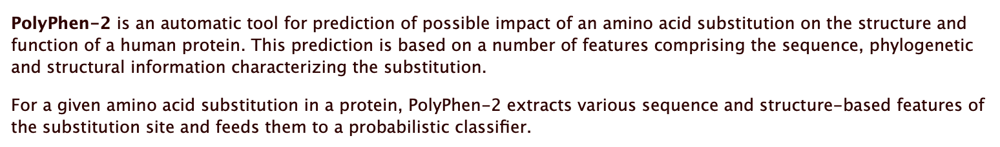 PolyPhen-2 is an automatic tool for prediction of possible impact of an amino acid substitution on the structure and
function of a human protein. This prediction is based on a number of features comprising the sequence, phylogenetic
and structural information characterizing the substitution.
For a given amino acid substitution in a protein, PolyPhen-2 extracts various sequence and structure-based features of
the substitution site and feeds them to a probabilistic classifier.